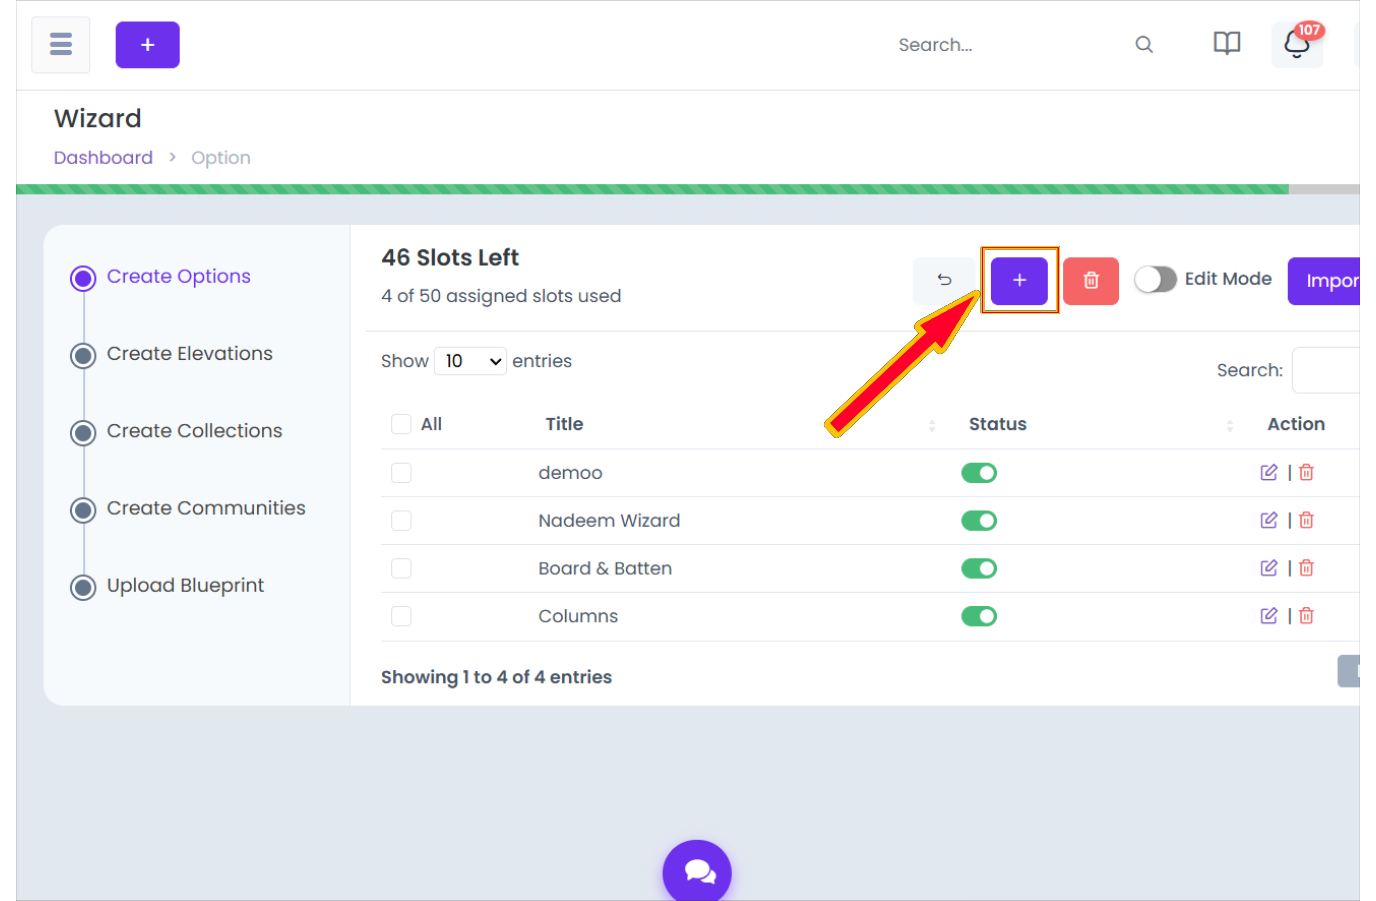 +
Search...
107
Wizard
Dashboard > Option
Create Options
Create Elevations
Create Collections
Create Communities
Upload Blueprint
46 Slots Left
4 of 50 assigned slots used
+
Edit Mode
Impor
Show 10 entries
Search:
All Title Status Action
demoo |
Nadeem Wizard |
Board & Batten |
Columns |
Showing 1 to 4 of 4 entries